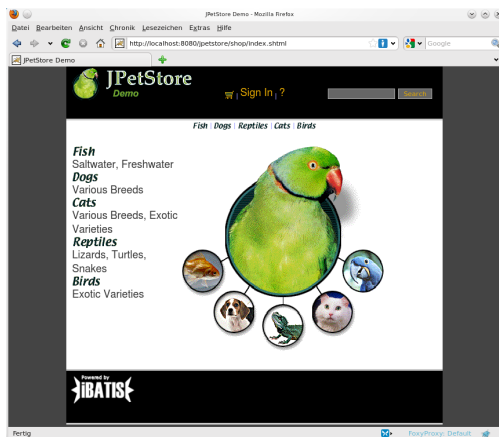 JPetStore Demo - Mozilla Firefox
Datei Bearbeiten Ansicht Chronik Lesezeichen Extras Hilfe
http://localhost:8080/jpetstore/shop/index.shtml
Google
JPetStore Demo
JPetStore
Demo
| Sign In | ?
Search
Fish | Dogs | Reptiles | Cats | Birds
Fish
Saltwater, Freshwater
Dogs
Various Breeds
Cats
Various Breeds, Exotic
Varieties
Reptiles
Lizards, Turtles,
Snakes
Birds
Exotic Varieties
Powered by
iBATIS
Fertig
FoxyProxy: Default